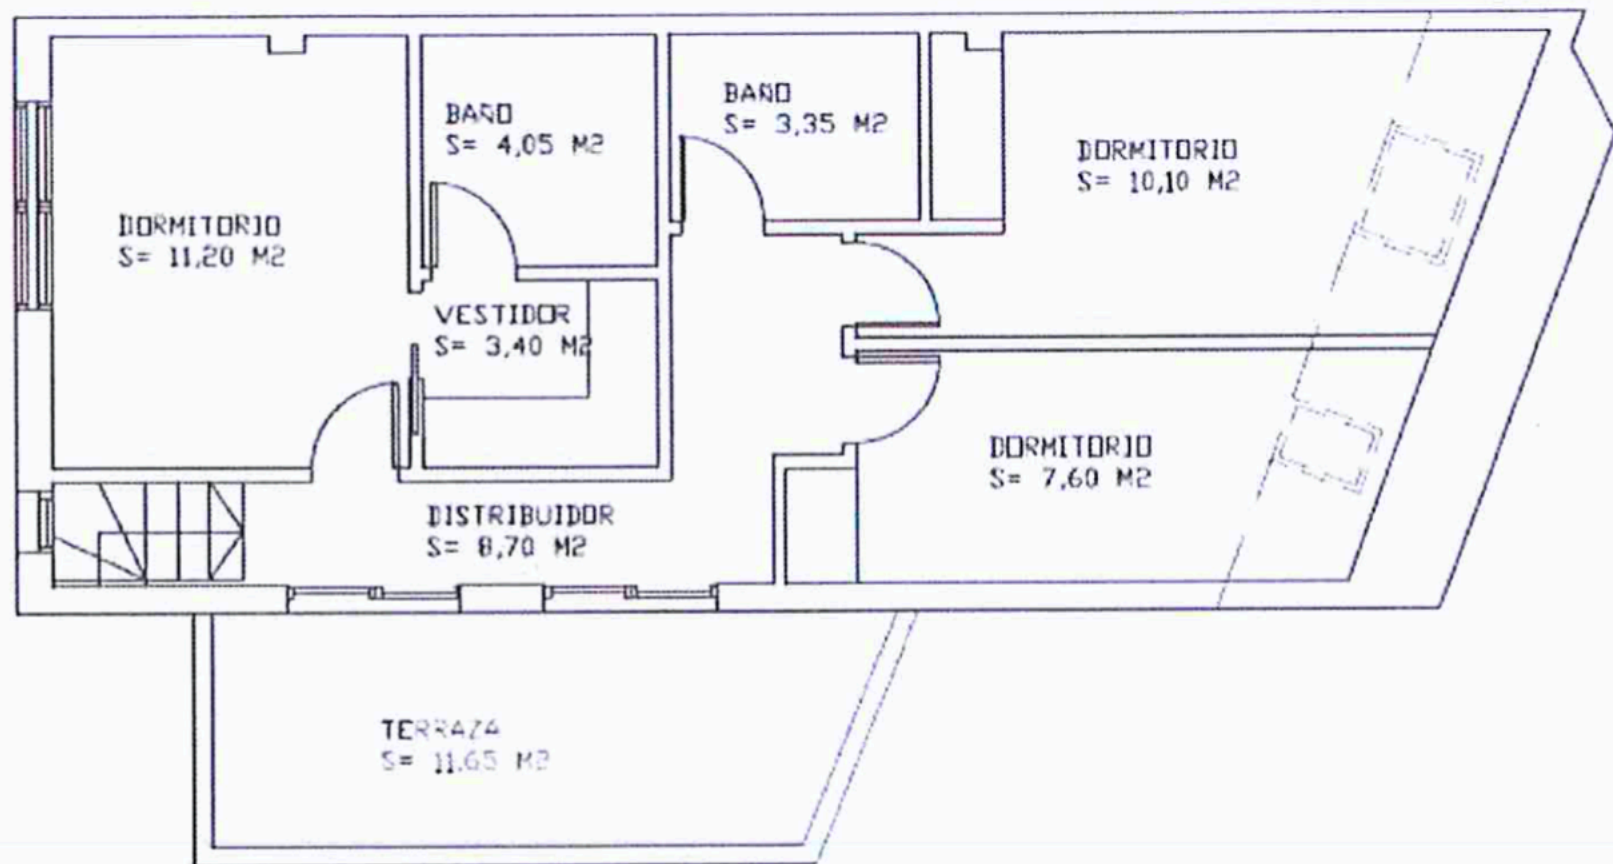 BAÑO
S= 4,05 M2
BAÑO
S= 3,35 M2
DORMITORIO
S= 10,10 M2
DORMITORIO
S= 11,20 M2
VESTIDOR
S= 3,40 M2
DORMITORIO
S= 7,60 M2
DISTRIBUIDOR
S= 8,70 M2
TERRAZA
S= 11.65 M2